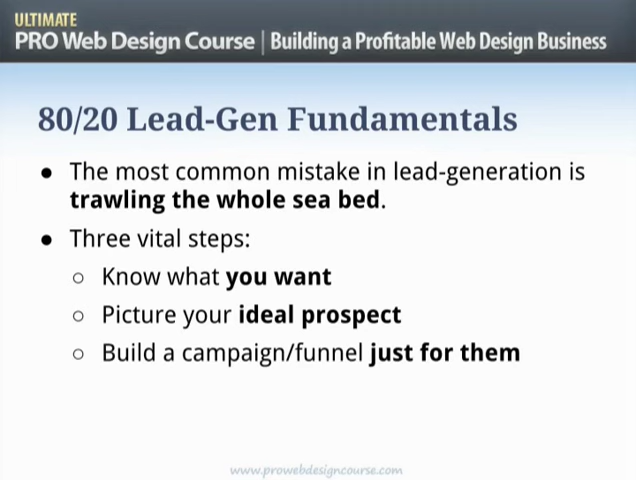 ULTIMATE
PRO Web Design Course | Building a Profitable Web Design Business
80/20 Lead-Gen Fundamentals
● The most common mistake in lead-generation is
trawling the whole sea bed.
● Three vital steps:
○ Know what you want
○ Picture your ideal prospect
○ Build a campaign/funnel just for them
www.prowebdesigncourse.com